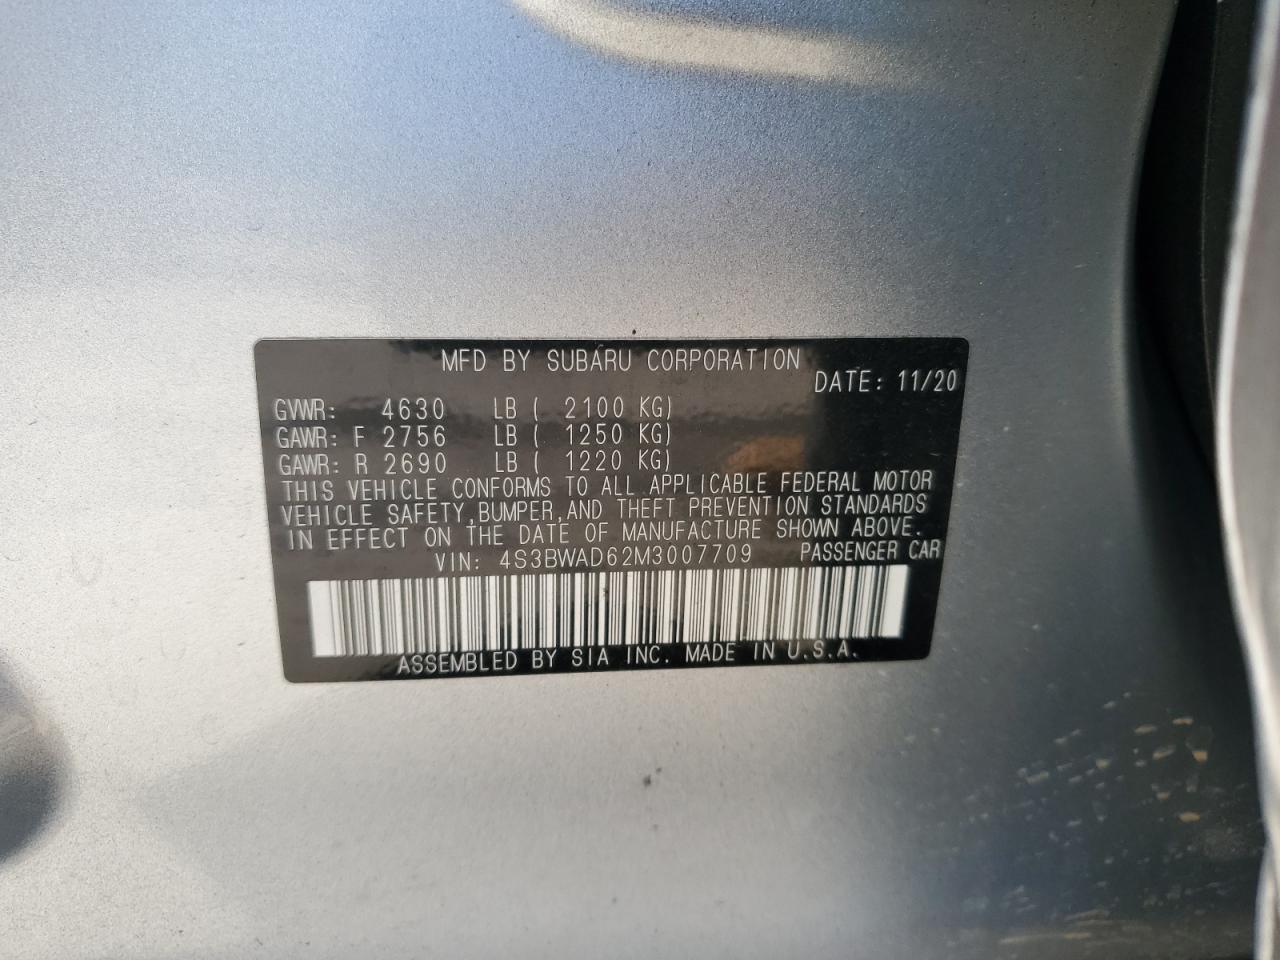 MFD BY SUBARU CORPORATION
DATE: 11/20
GVWR: 4630 LB ( 2100 KG)
GAWR: F 2756 LB ( 1250 KG)
GAWR: R 2690 LB ( 1220 KG)
THIS VEHICLE CONFORMS TO ALL APPLICABLE FEDERAL MOTOR
VEHICLE SAFETY,BUMPER,AND THEFT PREVENTION STANDARDS
IN EFFECT ON THE DATE OF MANUFACTURE SHOWN ABOVE.
VIN: 4S3BWAD62M3007709 PASSENGER CAR
ASSEMBLED BY SIA INC. MADE IN U.S.A.